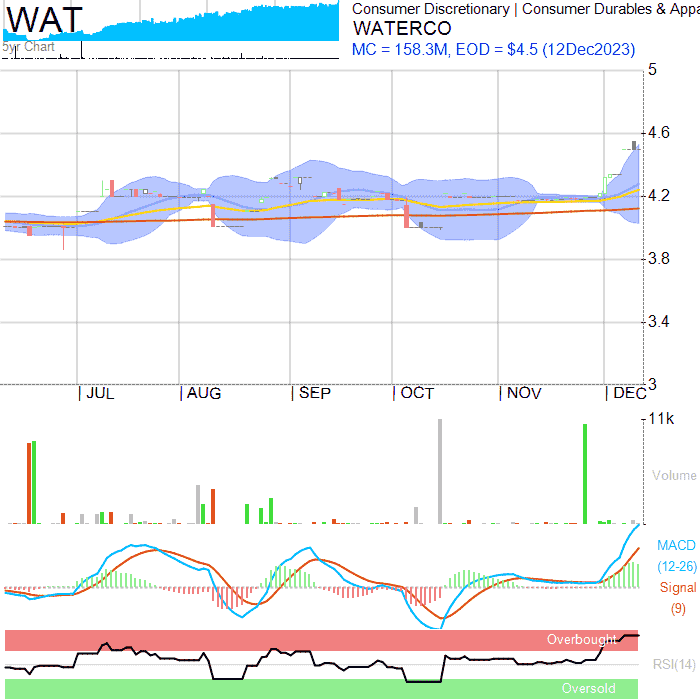 WAT
5yr Chart
Consumer Discretionary | Consumer Durables & Appa
WATERCO
MC = 158.3M, EOD = $4.5 (12Dec2023)
5
4.6
4.2
3.8
3.4
3
| JUL | AUG | SEP | OCT | NOV | DEC
11k
Volume
MACD
(12-26)
Signal
(9)
Overbought
RSI(14)
Oversold